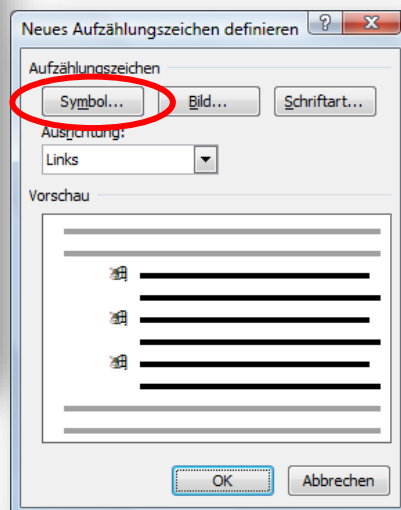 Neues Aufzählungszeichen definieren
Aufzählungszeichen
Symbol... Bild... Schriftart...
Ausrichtung:
Links
Vorschau
OK Abbrechen